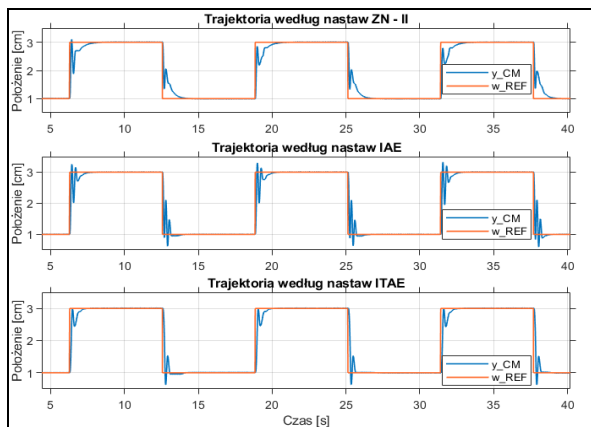 Trajektoria według nastaw ZN - II
Położenie [cm]
3
2
1
y_CM
w_REF
5 10 15 20 25 30 35 40
Trajektoria według nastaw IAE
Położenie [cm]
3
2
1
y_CM
w_REF
5 10 15 20 25 30 35 40
Trajektoria według nastaw ITAE
Położenie [cm]
3
2
1
y_CM
w_REF
5 10 15 20 25 30 35 40
Czas [s]